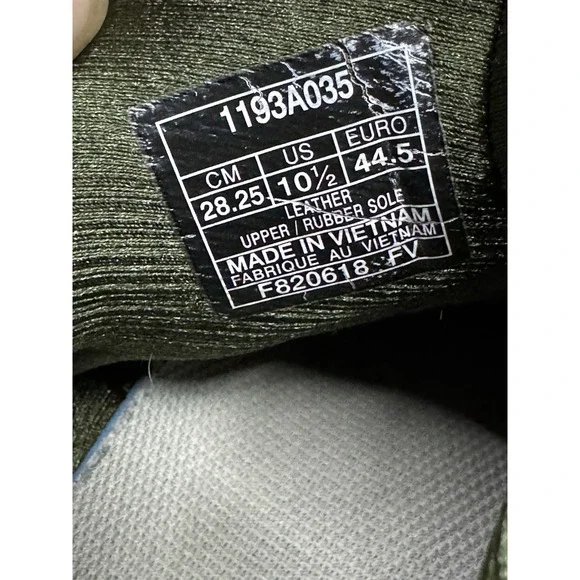 1193A035
CM US EURO
28.25 10½ 44.5
LEATHER
UPPER / RUBBER SOLE
MADE IN VIETNAM
FABRIQUE AU VIETNAM
F820618 FV